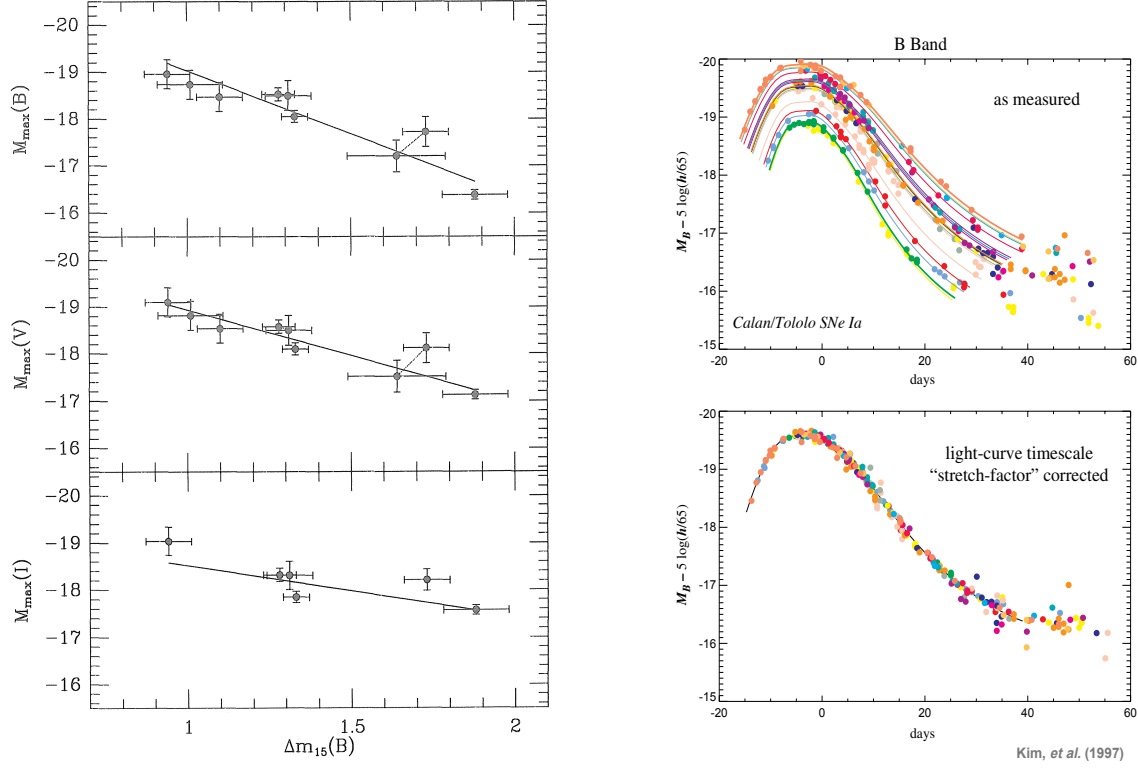 -20
-19
-18
-17
-16
M_max(B)
-20
-19
-18
-17
-16
M_max(V)
-20
-19
-18
-17
-16
M_max(I)
1
1.5
2
Δm₁₅(B)
B Band
-20
-19
-18
-17
-16
-15
M_B – 5 log(h/65)
as measured
Calan/Tololo SNe Ia
-20
0
20
40
60
days
-20
-19
-18
-17
-16
-15
M_B – 5 log(h/65)
light-curve timescale
“stretch-factor” corrected
-20
0
20
40
60
days
Kim, et al. (1997)